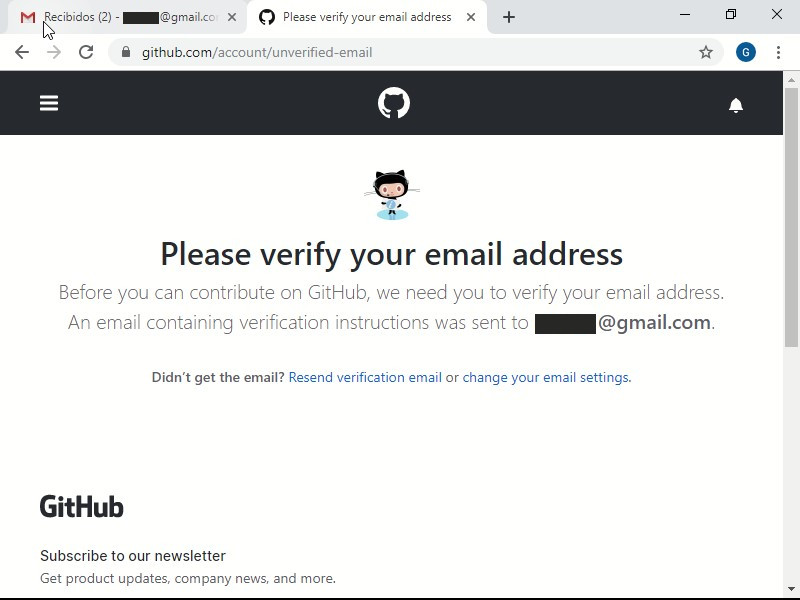 Recibidos (2) - @gmail.co
Please verify your email address
github.com/account/unverified-email
G
Please verify your email address
Before you can contribute on GitHub, we need you to verify your email address.
An email containing verification instructions was sent to @gmail.com.
Didn't get the email? Resend verification email or change your email settings.
GitHub
Subscribe to our newsletter
Get product updates, company news, and more.